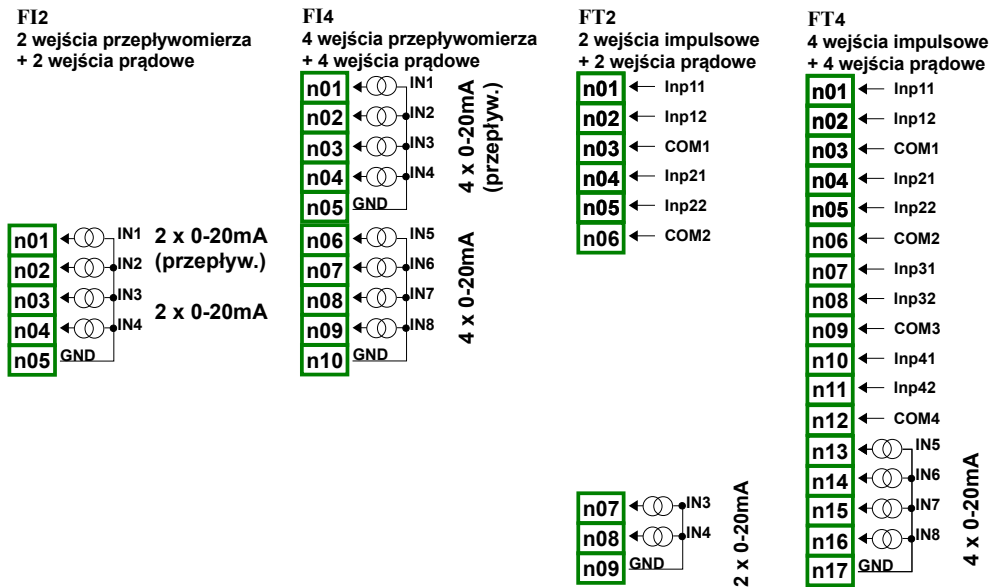 FI2
2 wejścia przepływomierza
+ 2 wejścia prądowe
n01 IN1
n02 IN2
n03 IN3
n04 IN4
n05 GND
2 x 0-20mA
(przepływ.)
2 x 0-20mA
FI4
4 wejścia przepływomierza
+ 4 wejścia prądowe
n01 IN1
n02 IN2
n03 IN3
n04 IN4
n05 GND
4 x 0-20mA
(przepływ.)
n06 IN5
n07 IN6
n08 IN7
n09 IN8
n10 GND
4 x 0-20mA
FT2
2 wejścia impulsowe
+ 2 wejścia prądowe
n01 Inp11
n02 Inp12
n03 COM1
n04 Inp21
n05 Inp22
n06 COM2
n07 IN3
n08 IN4
n09 GND
2 x 0-20mA
FT4
4 wejścia impulsowe
+ 4 wejścia prądowe
n01 Inp11
n02 Inp12
n03 COM1
n04 Inp21
n05 Inp22
n06 COM2
n07 Inp31
n08 Inp32
n09 COM3
n10 Inp41
n11 Inp42
n12 COM4
n13 IN5
n14 IN6
n15 IN7
n16 IN8
n17 GND
4 x 0-20mA